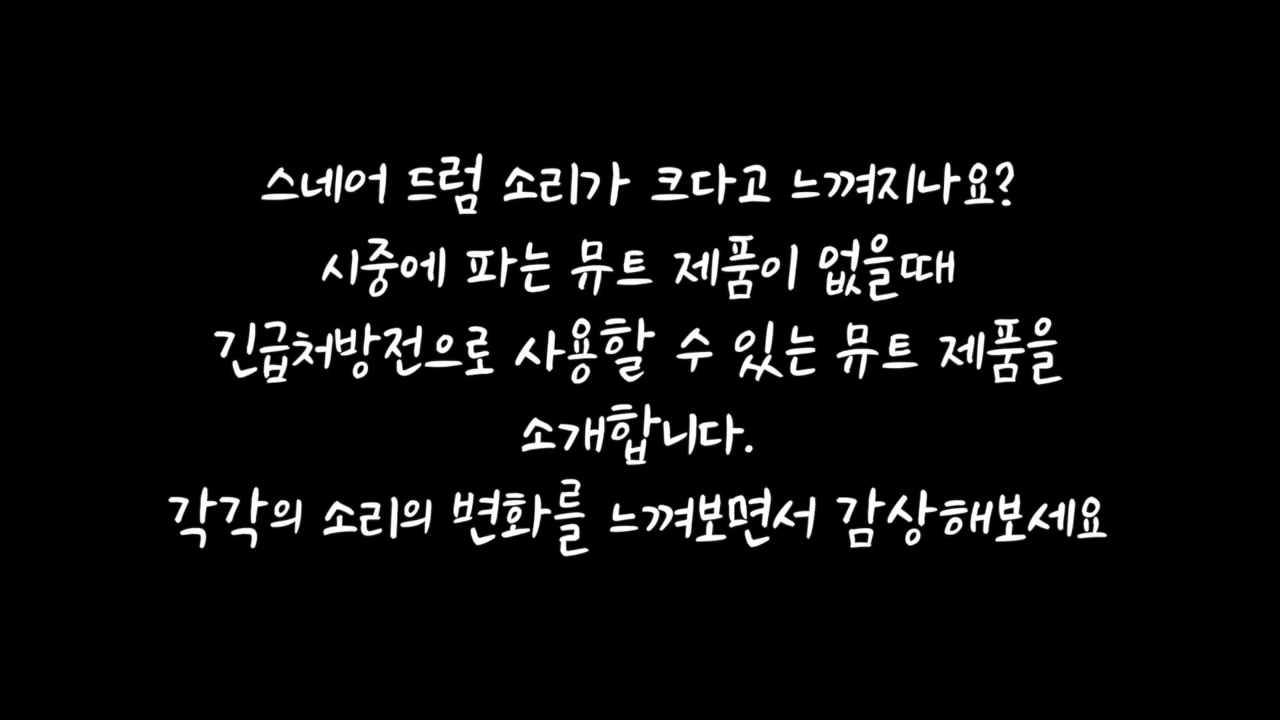 스네어 드럼 소리가 크다고 느껴지나요?
시중에 파는 뮤트 제품이 없을때
긴급처방전으로 사용할 수 있는 뮤트 제품을
소개합니다.
각각의 소리의 변화를 느껴보면서 감상해보세요